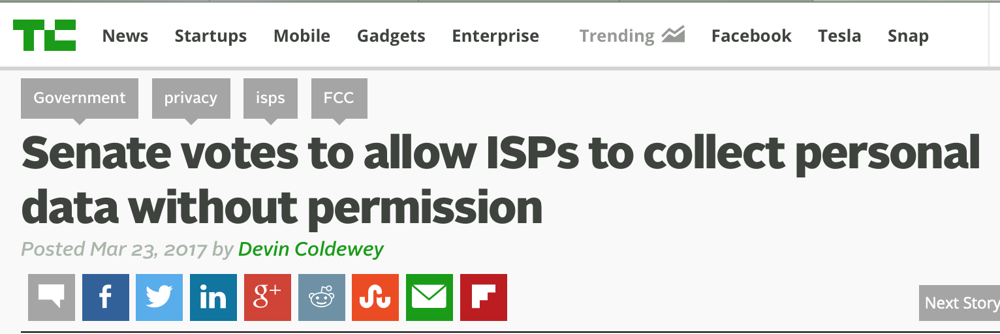 TC News Startups Mobile Gadgets Enterprise Trending Facebook Tesla Snap
Government privacy isps FCC
Senate votes to allow ISPs to collect personal
data without permission
Posted Mar 23, 2017 by Devin Coldewey
f in g+
Next Story